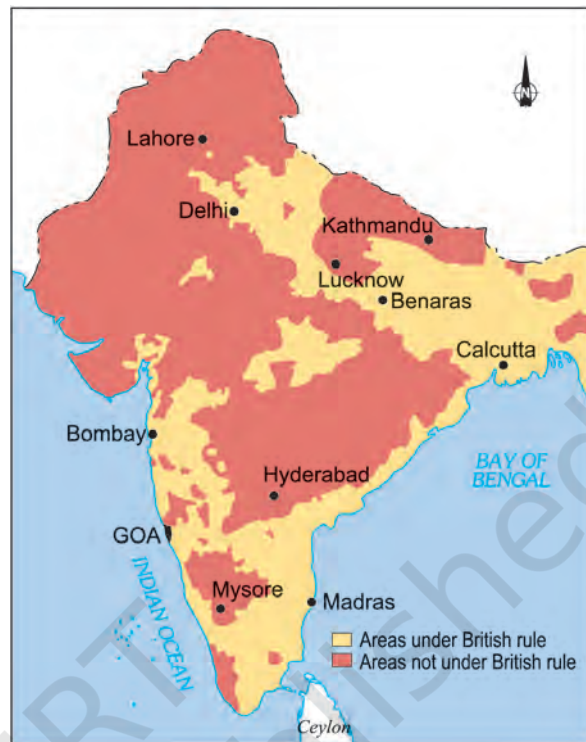 N
Lahore
Delhi
Kathmandu
Lucknow
Benaras
Calcutta
Bombay
Hyderabad
BAY OF
BENGAL
GOA
INDIAN OCEAN
Mysore
Madras
Areas under British rule
Areas not under British rule
Ceylon